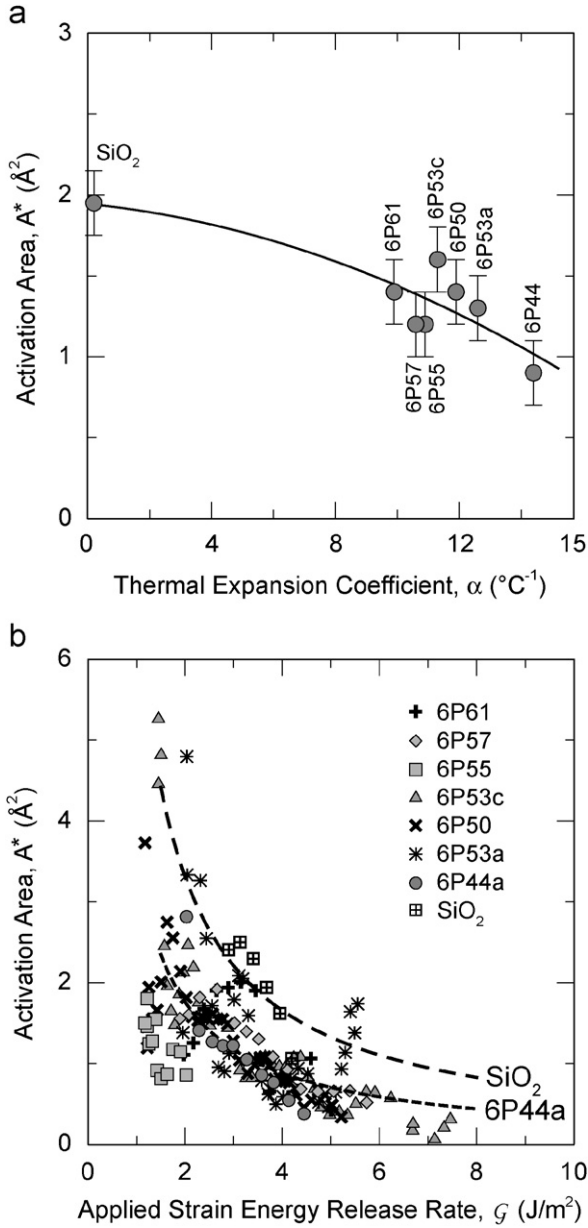 a
3
2
1
0
Activation Area, A* (Å²)
SiO₂
6P61
6P57
6P55
6P53c
6P50
6P53a
6P44
0 4 8 12 15
Thermal Expansion Coefficient, α (°C⁻¹)
b
6
4
2
0
Activation Area, A* (Å²)
6P61
6P57
6P55
6P53c
6P50
6P53a
6P44a
SiO₂
SiO₂
6P44a
0 2 4 6 8 10
Applied Strain Energy Release Rate, 𝒢 (J/m²)